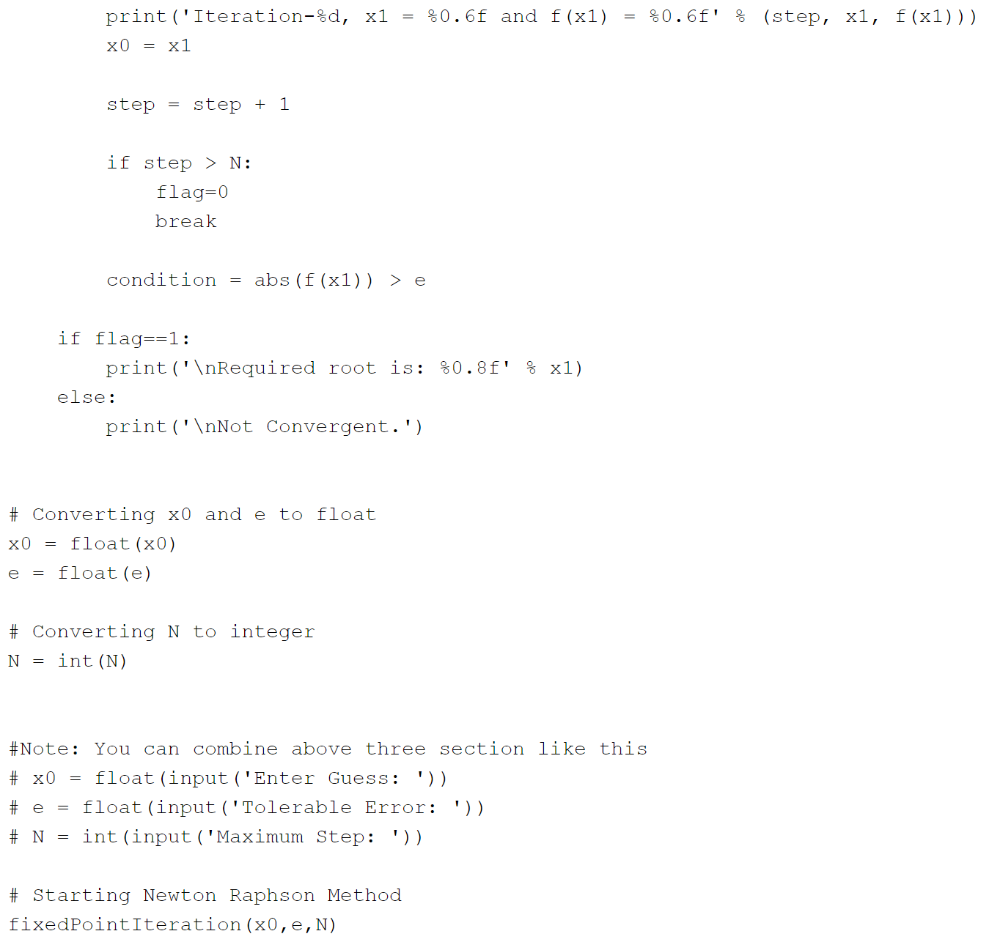 print('Iteration-%d, x1 = %0.6f and f(x1) = %0.6f' % (step, x1, f(x1)))
        x0 = x1
        step = step + 1
        if step > N:
            flag=0
            break
        condition = abs(f(x1)) > e
    if flag==1:
        print('\nRequired root is: %0.8f' % x1)
    else:
        print('\nNot Convergent.')
# Converting x0 and e to float
x0 = float(x0)
e = float(e)
# Converting N to integer
N = int(N)
#Note: You can combine above three section like this
# x0 = float(input('Enter Guess: '))
# e = float(input('Tolerable Error: '))
# N = int(input('Maximum Step: '))
# Starting Newton Raphson Method
fixedPointIteration(x0,e,N)